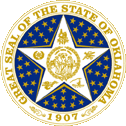 GREAT SEAL OF THE STATE OF OKLAHOMA
1907